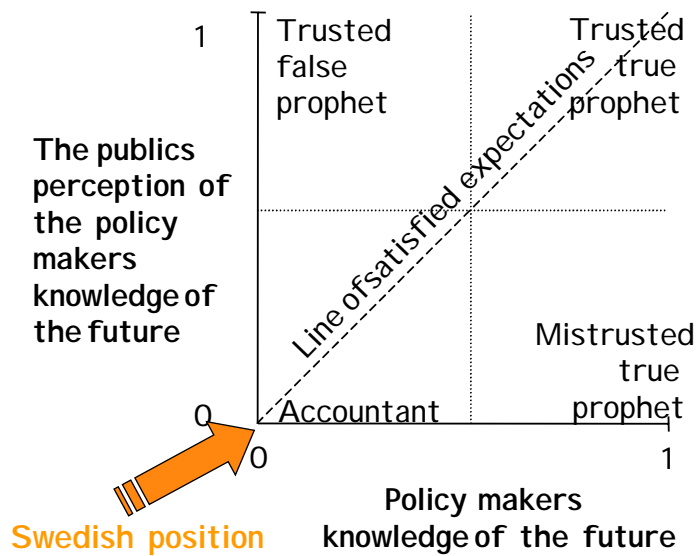 1
Trusted
false
prophet
Trusted
true
prophet
The publics
perception of
the policy
makers
knowledge of
the future
Line ofsatisfied expectations
Mistrusted
true
prophet
Accountant
0
0
1
Policy makers
knowledge of the future
Swedish position